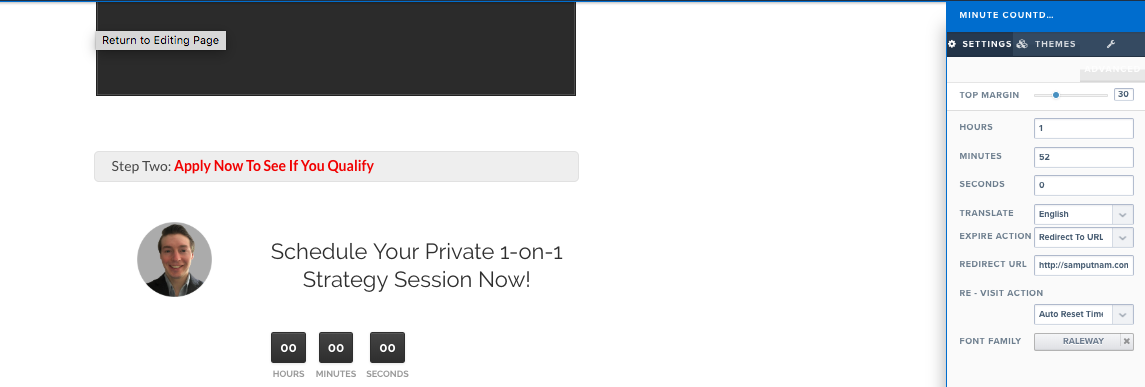 Return to Editing Page
Step Two: Apply Now To See If You Qualify
Schedule Your Private 1-on-1
Strategy Session Now!
00 00 00
HOURS MINUTES SECONDS
MINUTE COUNTD...
SETTINGS THEMES
ADVANCED
TOP MARGIN 30
HOURS 1
MINUTES 52
SECONDS 0
TRANSLATE English
EXPIRE ACTION Redirect To URL
REDIRECT URL http://samputnam.con
RE - VISIT ACTION
Auto Reset Time
FONT FAMILY RALEWAY